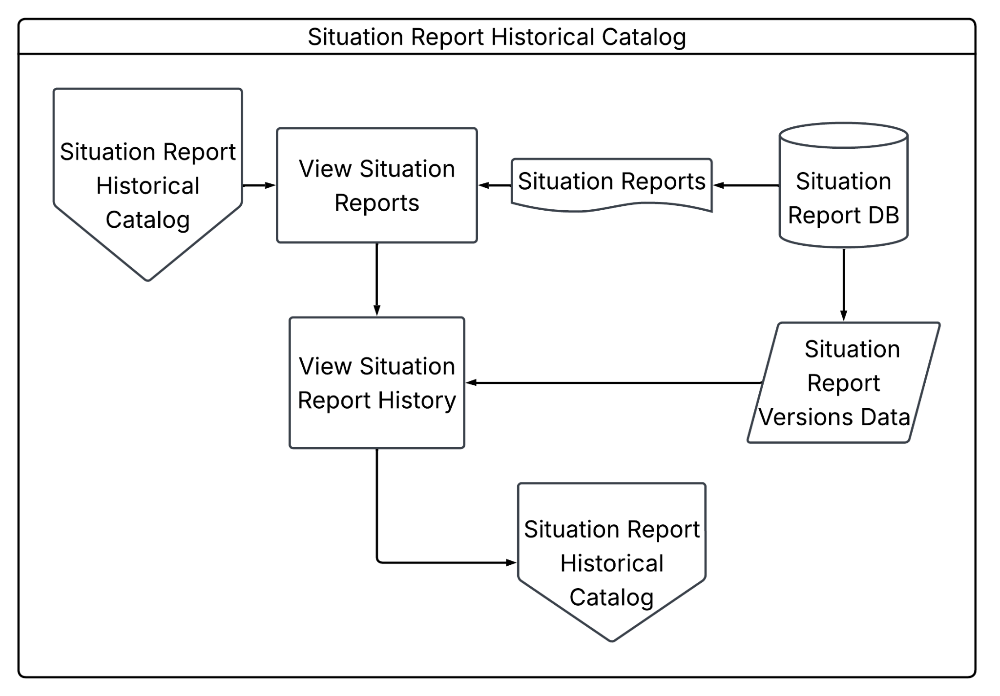 Situation Report Historical Catalog
Situation Report
Historical
Catalog
View Situation
Reports
Situation Reports
Situation
Report DB
View Situation
Report History
Situation
Report
Versions Data
Situation Report
Historical
Catalog